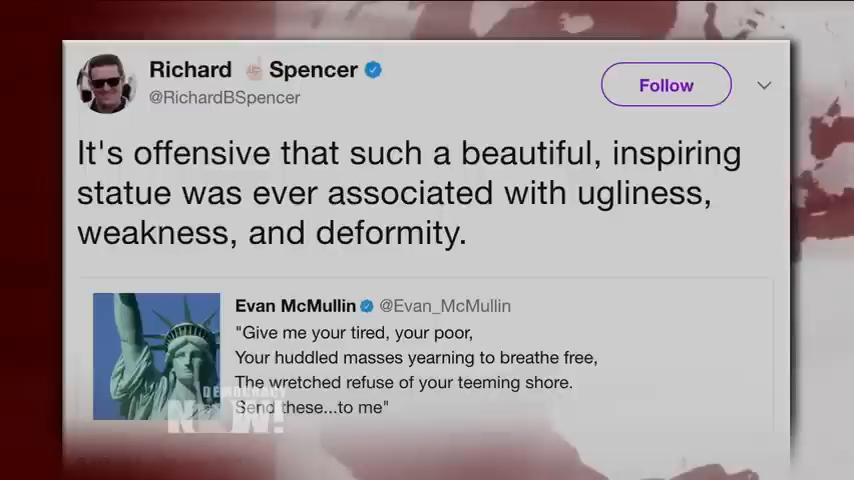 Richard Spencer
@RichardBSpencer
Follow
It's offensive that such a beautiful, inspiring
statue was ever associated with ugliness,
weakness, and deformity.
Evan McMullin @Evan_McMullin
"Give me your tired, your poor,
Your huddled masses yearning to breathe free,
The wretched refuse of your teeming shore.
Send these...to me"
DEMOCRACY
NOW!